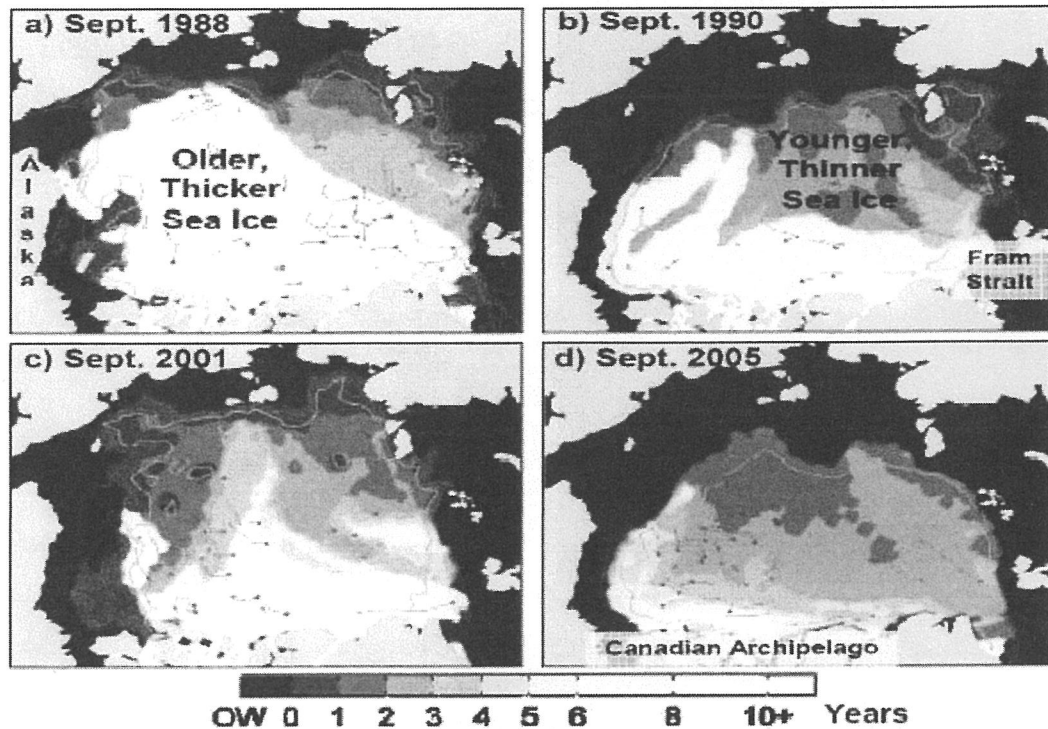 a) Sept. 1988
Older,
Thicker
Sea Ice
Alaska
b) Sept. 1990
Younger,
Thinner
Sea Ice
Fram
Strait
c) Sept. 2001
d) Sept. 2005
Canadian Archipelago
OW 0 1 2 3 4 5 6 8 10+ Years